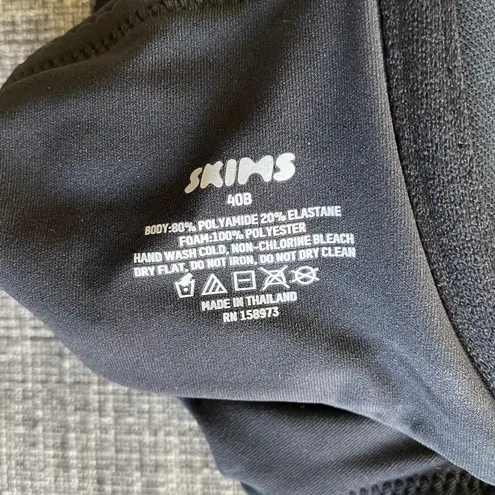 SKIMS
40B
BODY:80% POLYAMIDE 20% ELASTANE
FOAM:100% POLYESTER
HAND WASH COLD, NON-CHLORINE BLEACH
DRY FLAT, DO NOT IRON, DO NOT DRY CLEAN
MADE IN THAILAND
RN 158973